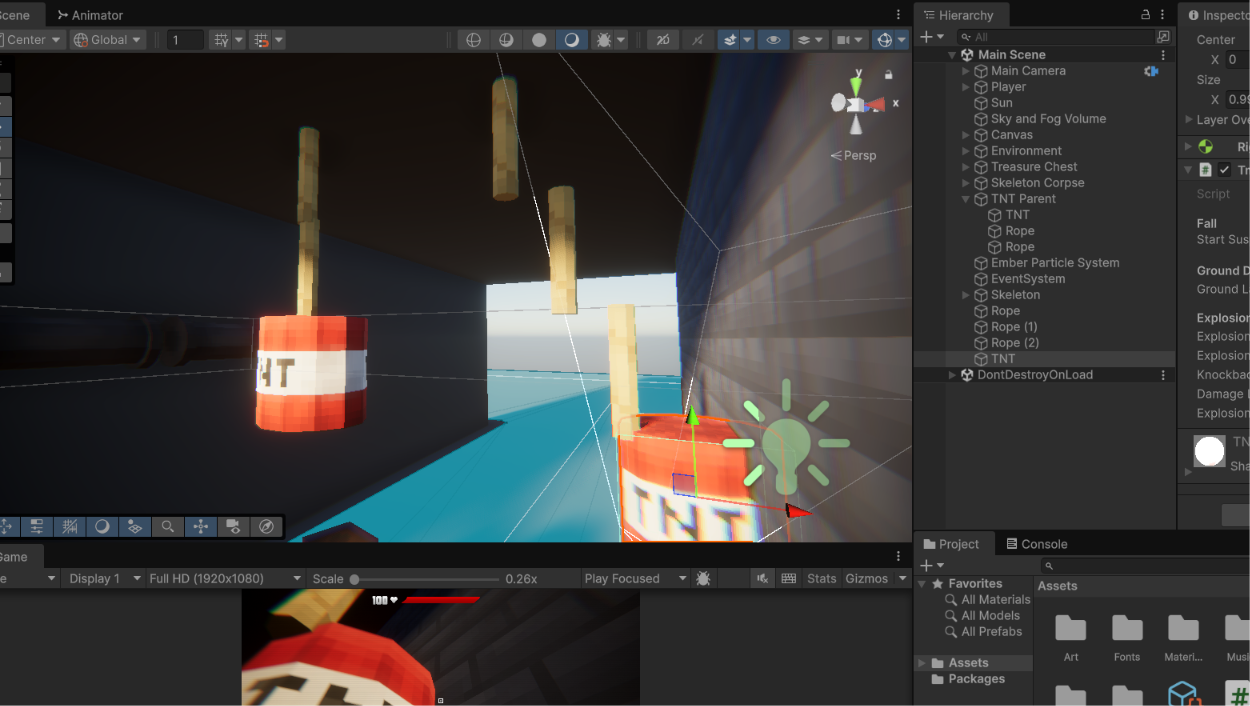 cene
Animator
Center
Global
1
2D
y
x
Persp
TNT
TNT
Game
Display 1
Full HD (1920x1080)
Scale
0.26x
Play Focused
Stats
Gizmos
100
Hierarchy
All
Main Scene
Main Camera
Player
Sun
Sky and Fog Volume
Canvas
Environment
Treasure Chest
Skeleton Corpse
TNT Parent
TNT
Rope
Rope
Ember Particle System
EventSystem
Skeleton
Rope
Rope (1)
Rope (2)
TNT
DontDestroyOnLoad
Inspecto
Center
X 0
Size
X 0.99
Layer Ove
Ri
Tr
Script
Fall
Start Sus
Ground D
Ground La
Explosion
Explosion
Explosion
Knockbac
Damage
Explosion
TN
Sha
Project
Console
Favorites
All Materials
All Models
All Prefabs
Assets
Packages
Assets
Art
Fonts
Materi...
Musi